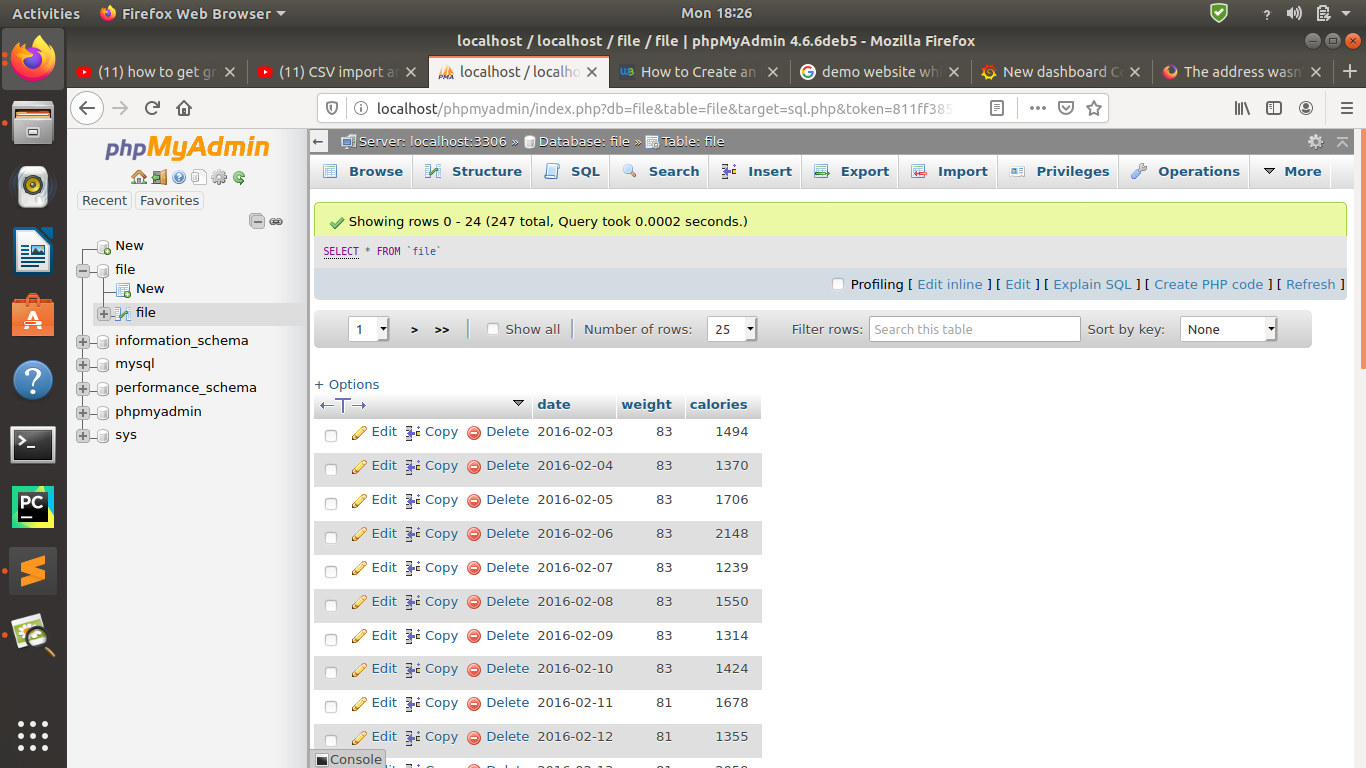 Activities Firefox Web Browser Mon 18:26 ?
localhost / localhost / file / file | phpMyAdmin 4.6.6deb5 - Mozilla Firefox
(11) how to get gr (11) CSV import an localhost / localho How to Create an demo website whi New dashboard The address wasn'
localhost/phpmyadmin/index.php?db=file&table=file&target=sql.php&token=811ff385
phpMyAdmin
Recent Favorites
New
file
New
file
information_schema
mysql
performance_schema
phpmyadmin
sys
Server: localhost:3306 » Database: file » Table: file
Browse Structure SQL Search Insert Export Import Privileges Operations More
Showing rows 0 - 24 (247 total, Query took 0.0002 seconds.)
SELECT * FROM `file`
Profiling [ Edit inline ] [ Edit ] [ Explain SQL ] [ Create PHP code ] [ Refresh ]
1 > >> Show all Number of rows: 25 Filter rows: Search this table Sort by key: None
+ Options
←T→ date weight calories
Edit Copy Delete 2016-02-03 83 1494
Edit Copy Delete 2016-02-04 83 1370
Edit Copy Delete 2016-02-05 83 1706
Edit Copy Delete 2016-02-06 83 2148
Edit Copy Delete 2016-02-07 83 1239
Edit Copy Delete 2016-02-08 83 1550
Edit Copy Delete 2016-02-09 83 1314
Edit Copy Delete 2016-02-10 83 1424
Edit Copy Delete 2016-02-11 81 1678
Edit Copy Delete 2016-02-12 81 1355
Console